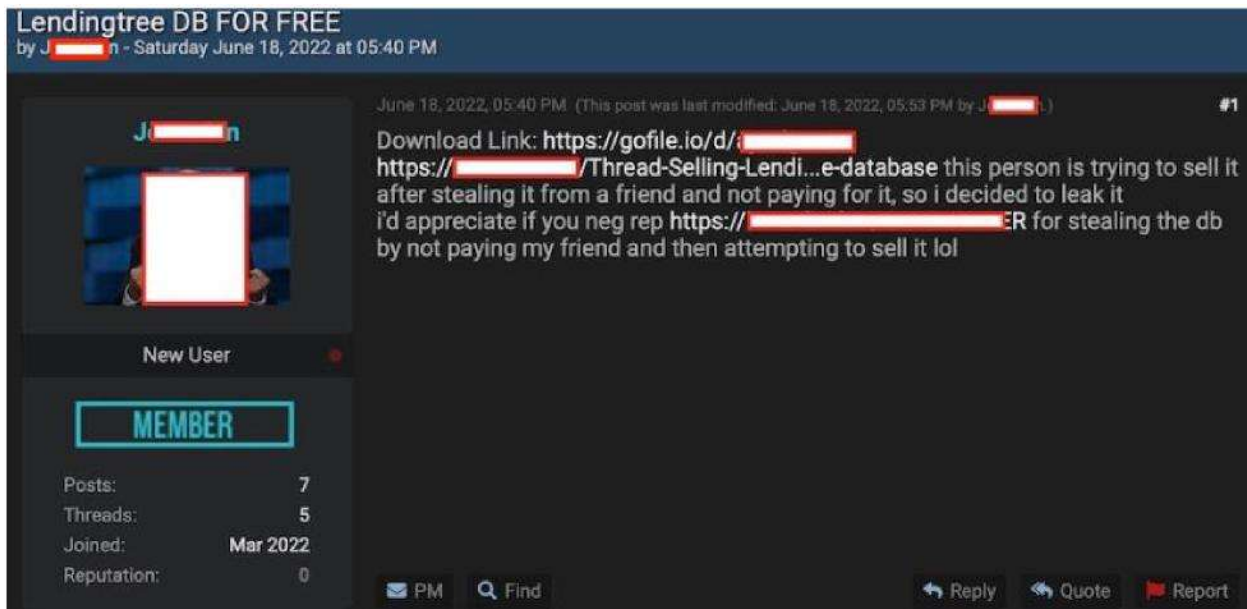 Lendingtree DB FOR FREE
by J n - Saturday June 18, 2022 at 05:40 PM
June 18, 2022, 05:40 PM (This post was last modified: June 18, 2022, 05:53 PM by J .) #1
J n
Download Link: https://gofile.io/d/
https:// /Thread-Selling-Lendi...e-database this person is trying to sell it
after stealing it from a friend and not paying for it, so i decided to leak it
i'd appreciate if you neg rep https:// ER for stealing the db
by not paying my friend and then attempting to sell it lol
New User
MEMBER
Posts: 7
Threads: 5
Joined: Mar 2022
Reputation: 0
PM Find Reply Quote Report